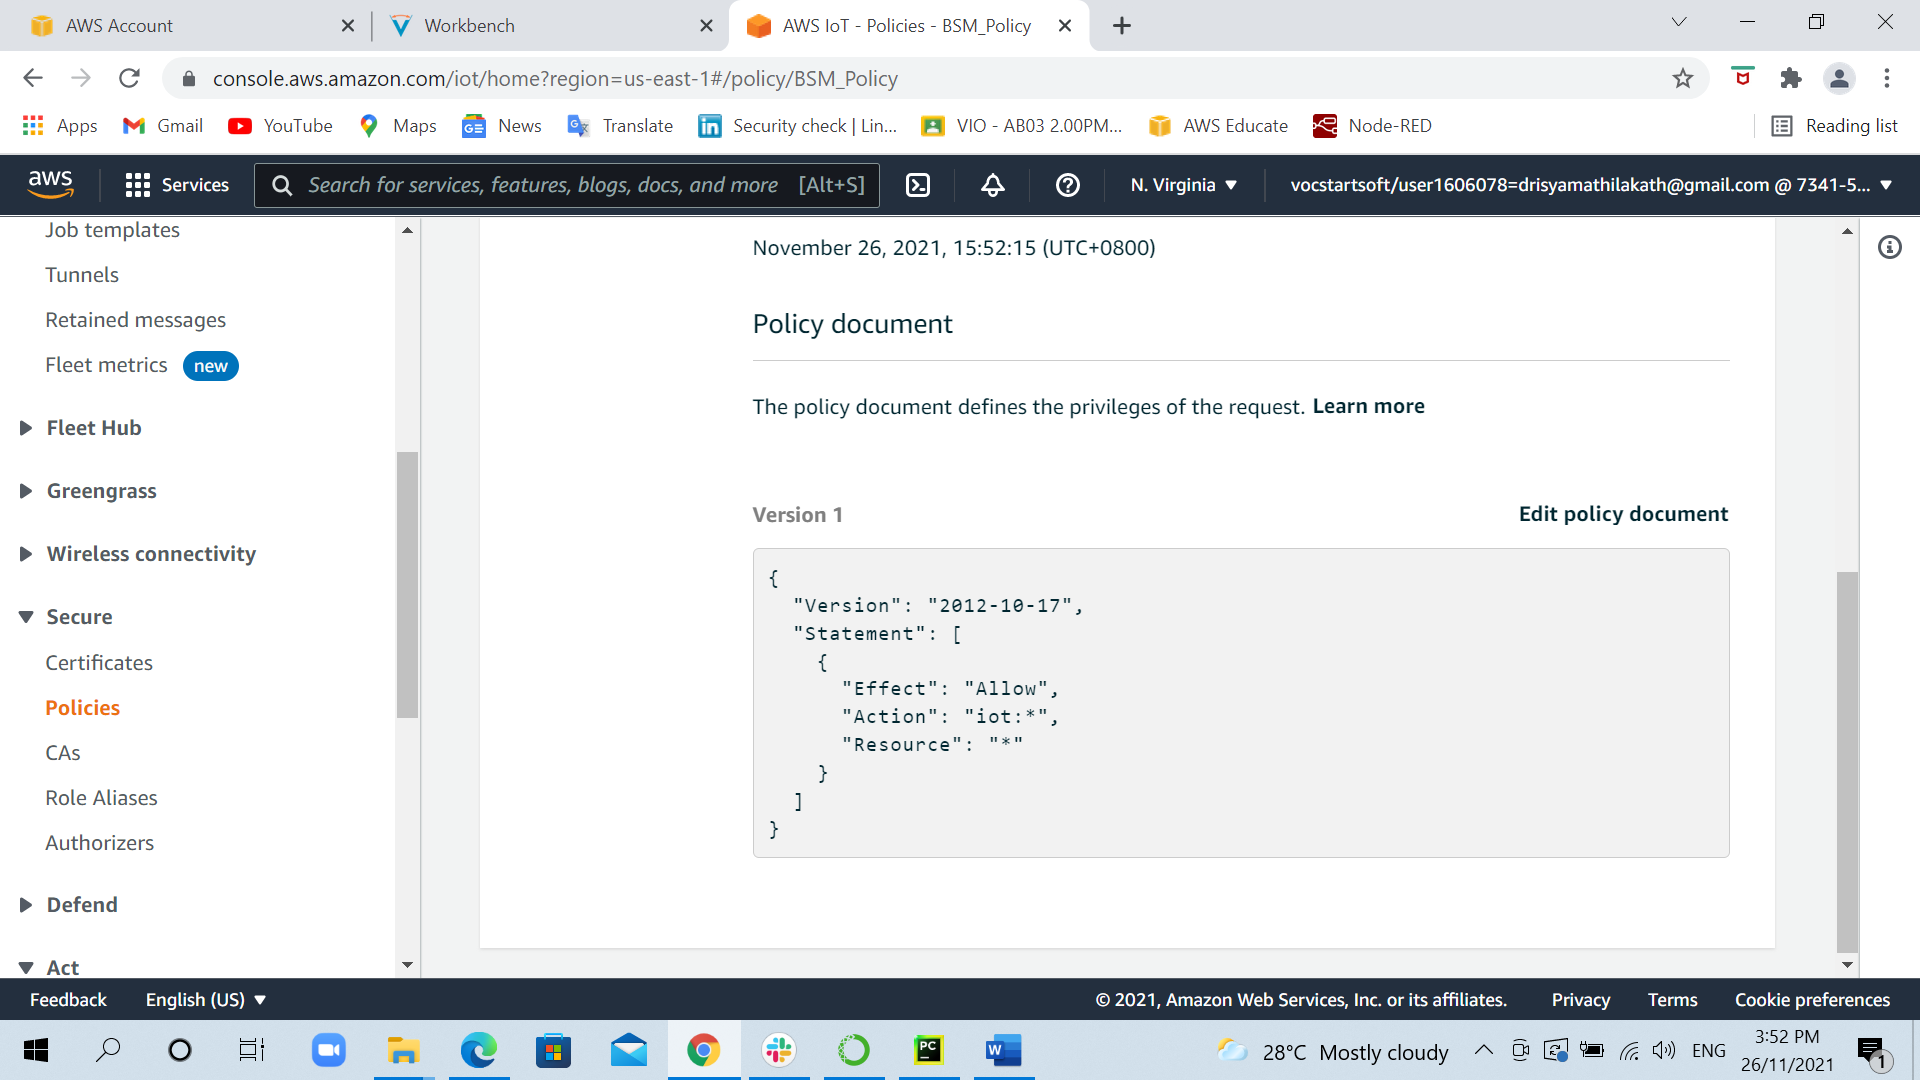 AWS Account
Workbench
AWS IoT - Policies - BSM_Policy
console.aws.amazon.com/iot/home?region=us-east-1#/policy/BSM_Policy
Apps
Gmail
YouTube
Maps
News
Translate
Security check | Lin...
VIO - AB03 2.00PM...
AWS Educate
Node-RED
Reading list
aws
Services
Search for services, features, blogs, docs, and more [Alt+S]
N. Virginia
vocstartsoft/user1606078=drisyamathilakath@gmail.com @ 7341-5...
Job templates
Tunnels
Retained messages
Fleet metrics new
Fleet Hub
Greengrass
Wireless connectivity
Secure
Certificates
Policies
CAs
Role Aliases
Authorizers
Defend
Act
November 26, 2021, 15:52:15 (UTC+0800)
Policy document
The policy document defines the privileges of the request. Learn more
Version 1
Edit policy document
{
"Version": "2012-10-17",
"Statement": [
{
"Effect": "Allow",
"Action": "iot:*",
"Resource": "*"
}
]
}
Feedback
English (US)
© 2021, Amazon Web Services, Inc. or its affiliates.
Privacy
Terms
Cookie preferences
PC
W
28°C Mostly cloudy
ENG
3:52 PM
26/11/2021
1